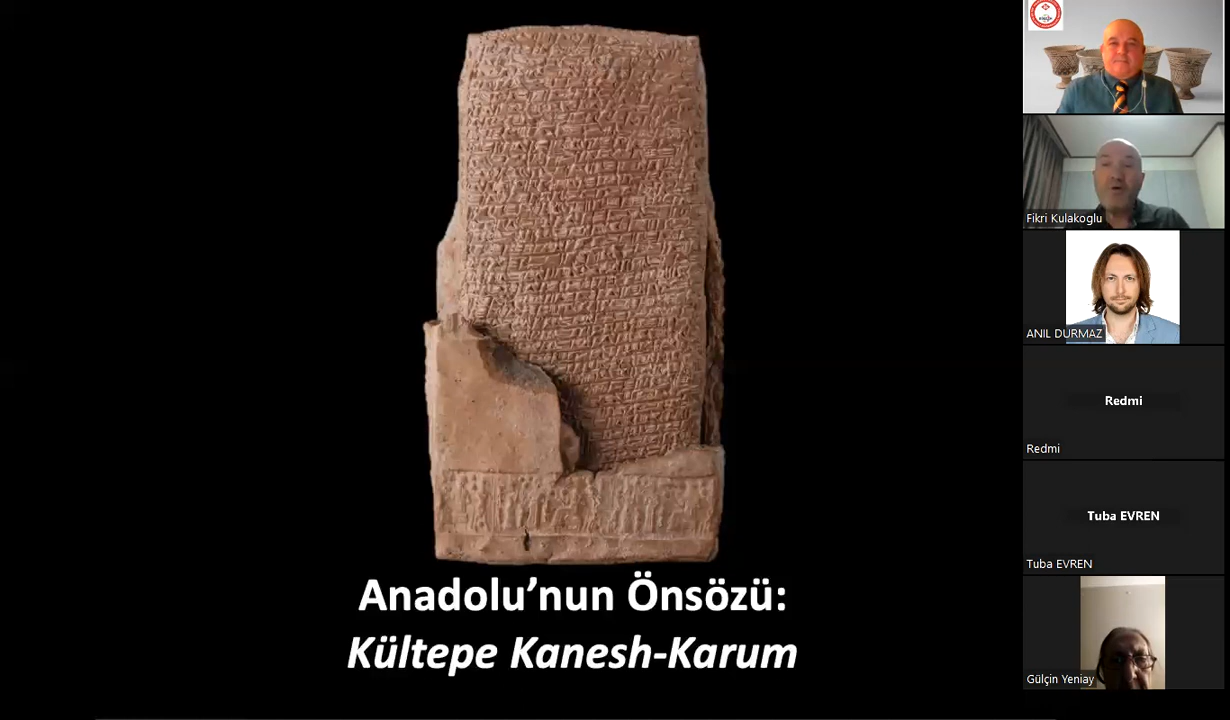 Anadolu’nun Önsözü:
Kültepe Kanesh-Karum
Fikri Kulakoglu
ANIL DURMAZ
Redmi
Redmi
Tuba EVREN
Tuba EVREN
Gülçin Yeniay